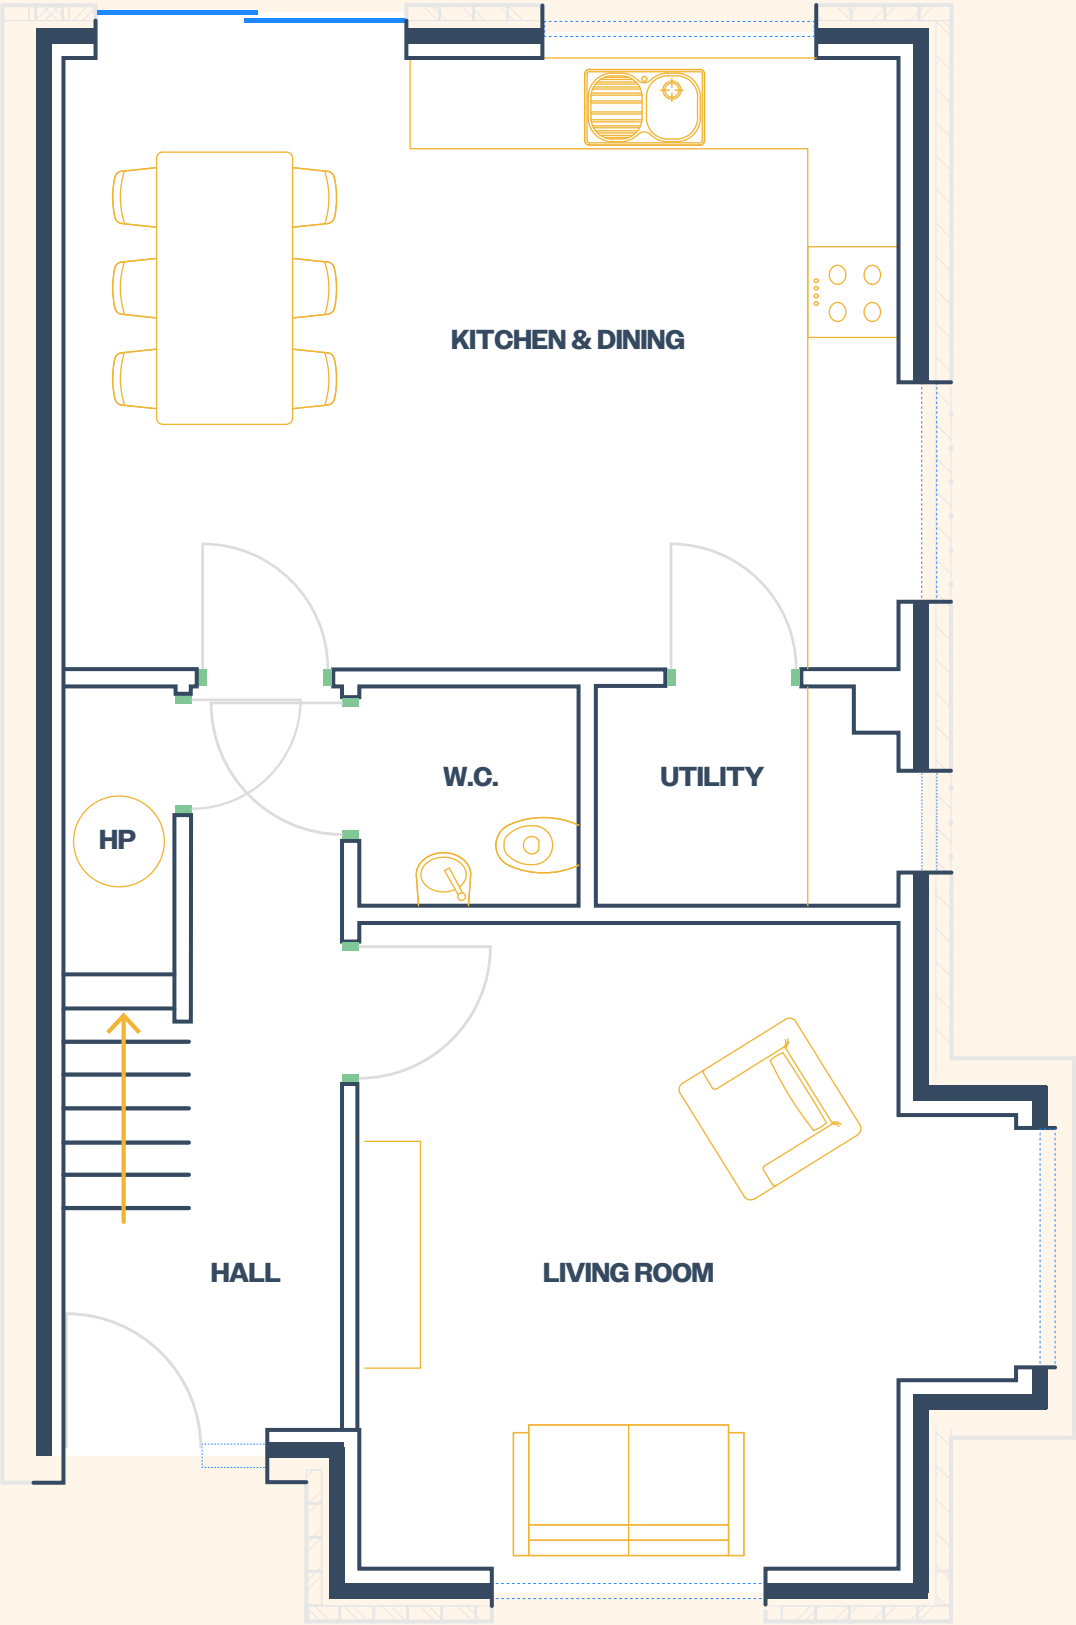 KITCHEN & DINING
W.C.
UTILITY
HP
HALL
LIVING ROOM